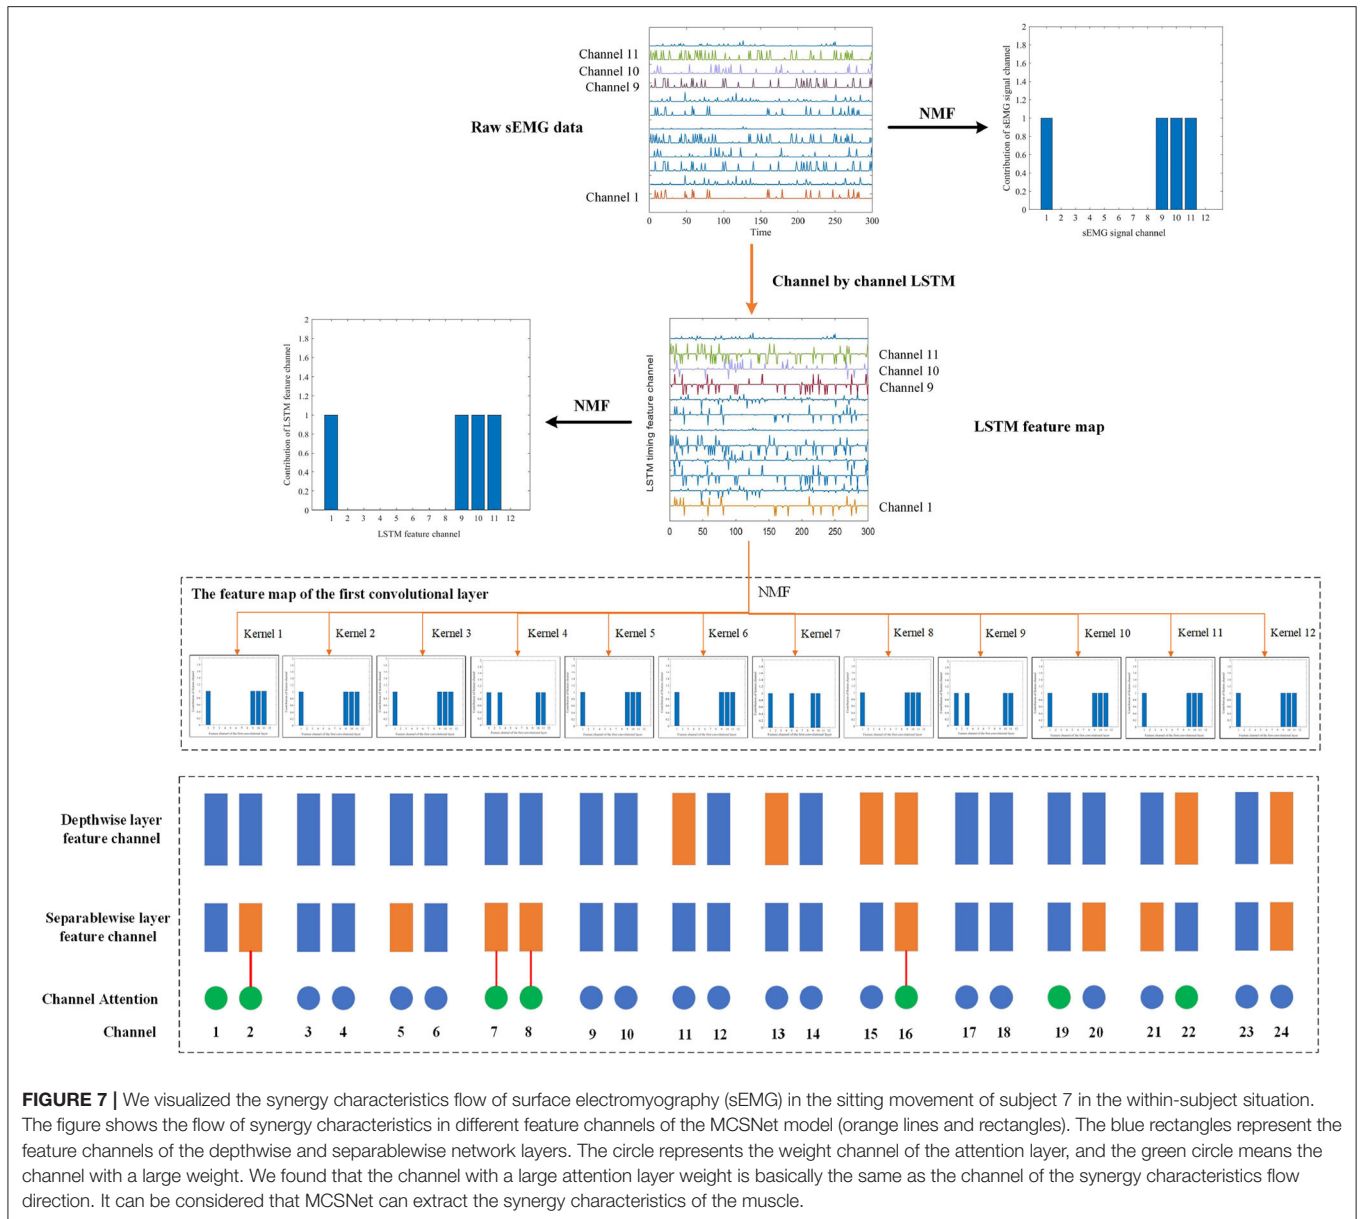 Channel 11
Channel 10
Channel 9
Raw sEMG data
Channel 1
0 50 100 150 200 250 300
Time
NMF
2
1.8
1.6
1.4
1.2
1
0.8
0.6
0.4
0.2
0
Contribution of sEMG signal channel
1 2 3 4 5 6 7 8 9 10 11 12
sEMG signal channel
Channel by channel LSTM
2
1.8
1.6
1.4
1.2
1
0.8
0.6
0.4
0.2
0
Contribution of LSTM feature channel
1 2 3 4 5 6 7 8 9 10 11 12
LSTM feature channel
NMF
LSTM timing feature channel
Channel 11
Channel 10
Channel 9
LSTM feature map
Channel 1
0 50 100 150 200 250 300
The feature map of the first convolutional layer
NMF
Kernel 1 Kernel 2 Kernel 3 Kernel 4 Kernel 5 Kernel 6 Kernel 7 Kernel 8 Kernel 9 Kernel 10 Kernel 11 Kernel 12
Depthwise layer
feature channel
Separablewise layer
feature channel
Channel Attention
Channel 1 2 3 4 5 6 7 8 9 10 11 12 13 14 15 16 17 18 19 20 21 22 23 24
FIGURE 7 | We visualized the synergy characteristics flow of surface electromyography (sEMG) in the sitting movement of subject 7 in the within-subject situation.
The figure shows the flow of synergy characteristics in different feature channels of the MCSNet model (orange lines and rectangles). The blue rectangles represent the
feature channels of the depthwise and separablewise network layers. The circle represents the weight channel of the attention layer, and the green circle means the
channel with a large weight. We found that the channel with a large attention layer weight is basically the same as the channel of the synergy characteristics flow
direction. It can be considered that MCSNet can extract the synergy characteristics of the muscle.